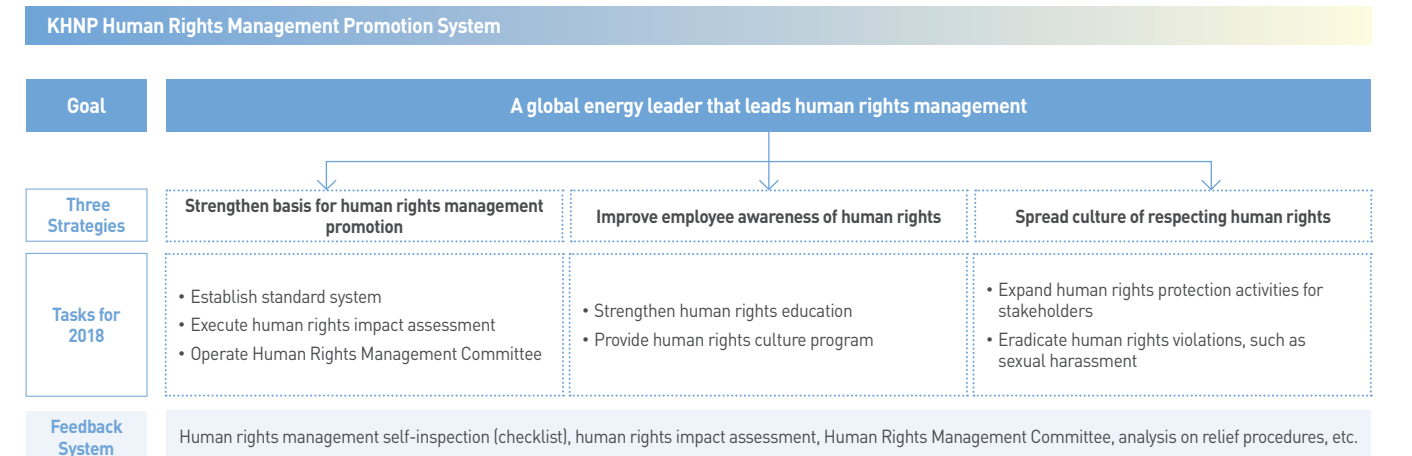 KHNP Human Rights Management Promotion System
Goal
A global energy leader that leads human rights management
Three
Strategies
Strengthen basis for human rights management
promotion
Improve employee awareness of human rights
Spread culture of respecting human rights
Tasks for
2018
• Establish standard system
• Execute human rights impact assessment
• Operate Human Rights Management Committee
• Strengthen human rights education
• Provide human rights culture program
• Expand human rights protection activities for
stakeholders
• Eradicate human rights violations, such as
sexual harassment
Feedback
System
Human rights management self-inspection (checklist), human rights impact assessment, Human Rights Management Committee, analysis on relief procedures, etc.